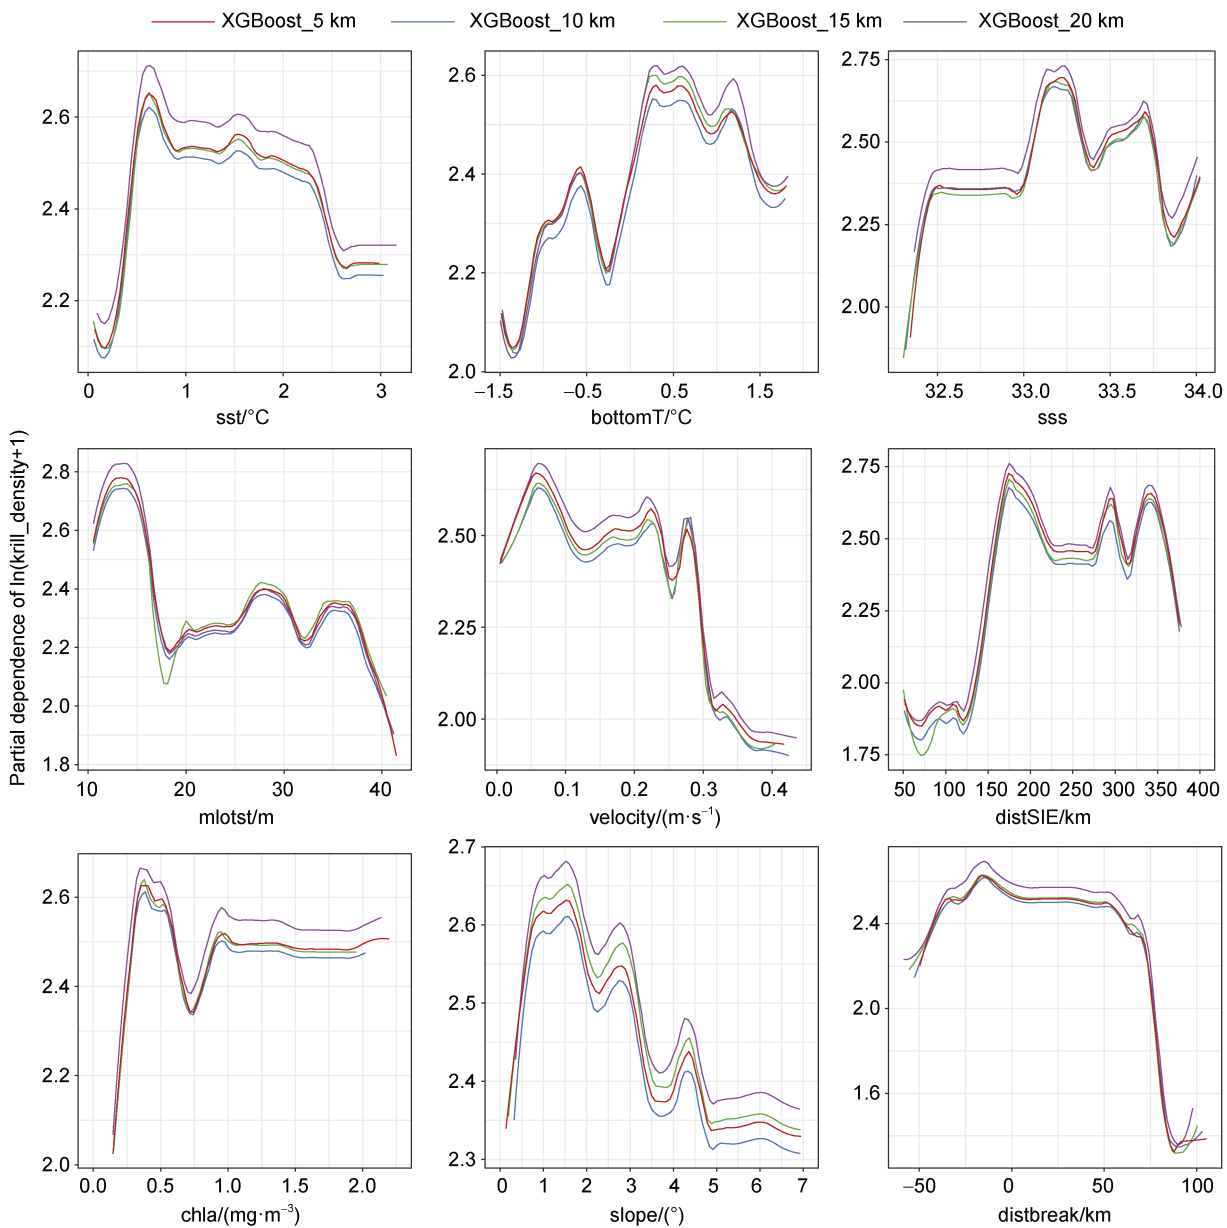 XGBoost_5 km XGBoost_10 km XGBoost_15 km XGBoost_20 km
Partial dependence of ln(krill_density+1)
2.6
2.4
2.2
0 1 2 3
sst/°C
2.6
2.4
2.2
2.0
−1.5 −0.5 0.5 1.5
bottomT/°C
2.75
2.50
2.25
2.00
32.5 33.0 33.5 34.0
sss
2.8
2.6
2.4
2.2
2.0
1.8
10 20 30 40
mlotst/m
2.50
2.25
2.00
0.0 0.1 0.2 0.3 0.4
velocity/(m·s⁻¹)
2.75
2.50
2.25
2.00
1.75
50 100 150 200 250 300 350 400
distSIE/km
2.6
2.4
2.2
2.0
0.0 0.5 1.0 1.5 2.0
chla/(mg·m⁻³)
2.7
2.6
2.5
2.4
2.3
0 1 2 3 4 5 6 7
slope/(°)
2.4
2.0
1.6
−50 0 50 100
distbreak/km